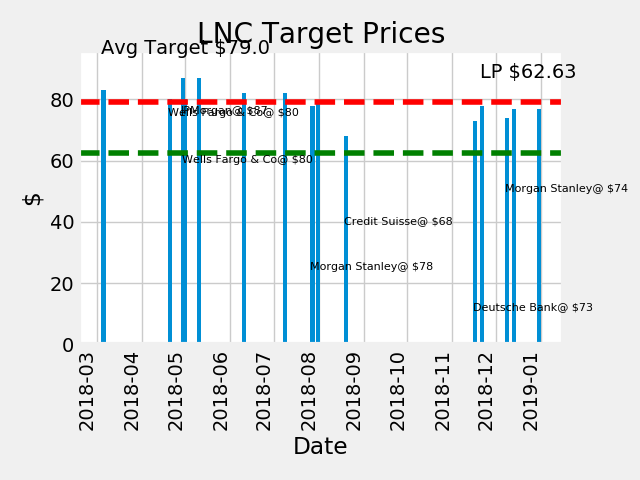 LNC Target Prices
Avg Target $79.0
LP $62.63
Wells Fargo & Co@ $80
JPMorgan@ $87
Wells Fargo & Co@ $80
Morgan Stanley@ $74
Credit Suisse@ $68
Morgan Stanley@ $78
Deutsche Bank@ $73
$
80
60
40
20
0
2018-03
2018-04
2018-05
2018-06
2018-07
2018-08
2018-09
2018-10
2018-11
2018-12
2019-01
Date